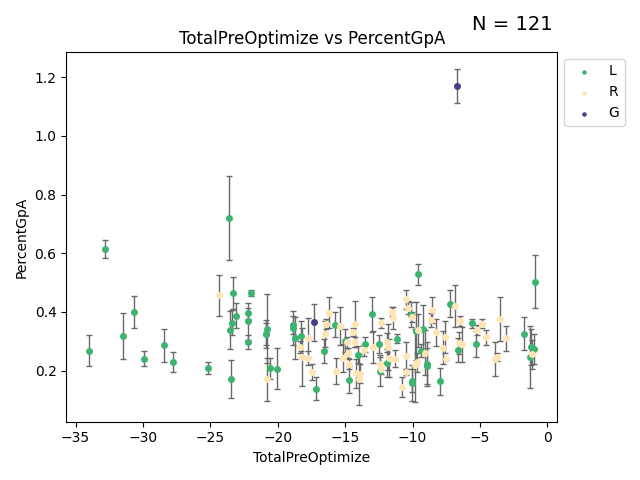 N = 121
TotalPreOptimize vs PercentGpA
L
R
G
PercentGpA
1.2
1.0
0.8
0.6
0.4
0.2
−35 −30 −25 −20 −15 −10 −5 0
TotalPreOptimize